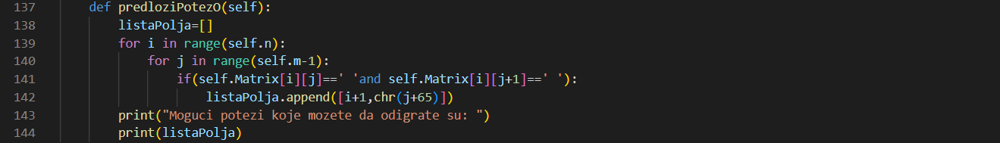 137 def predloziPotezO(self):
138 listaPolja=[]
139 for i in range(self.n):
140 for j in range(self.m-1):
141 if(self.Matrix[i][j]==' 'and self.Matrix[i][j+1]==' '):
142 listaPolja.append([i+1,chr(j+65)])
143 print("Moguci potezi koje mozete da odigrate su: ")
144 print(listaPolja)